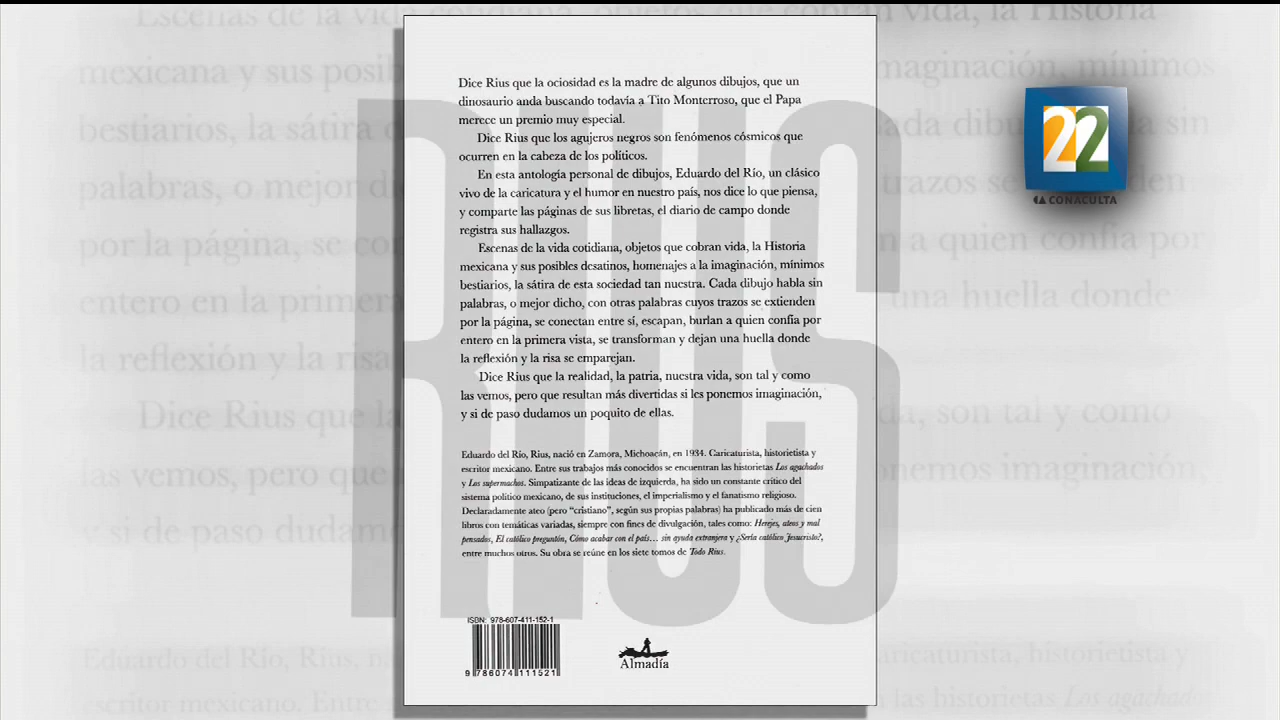 Dice Rius que la ociosidad es la madre de algunos dibujos, que un
dinosaurio anda buscando todavía a Tito Monterroso, que el Papa
merece un premio muy especial.
Dice Rius que los agujeros negros son fenómenos cósmicos que
ocurren en la cabeza de los políticos.
En esta antología personal de dibujos, Eduardo del Río, un clásico
vivo de la caricatura y el humor en nuestro país, nos dice lo que piensa,
y comparte las páginas de sus libretas, el diario de campo donde
registra sus hallazgos.
Escenas de la vida cotidiana, objetos que cobran vida, la Historia
mexicana y sus posibles desatinos, homenajes a la imaginación, mínimos
bestiarios, la sátira de esta sociedad tan nuestra. Cada dibujo habla sin
palabras, o mejor dicho, con otras palabras cuyos trazos se extienden
por la página, se conectan entre sí, escapan, burlan a quien confia por
entero en la primera vista, se transforman y dejan una huella donde
la reflexión y la risa se emparejan.
Dice Rius que la realidad, la patria, nuestra vida, son tal y como
las vemos, pero que resultan más divertidas si les ponemos imaginación,
y si de paso dudamos un poquito de ellas.
Eduardo del Río, Rius, nació en Zamora, Michoacán, en 1934. Caricaturista, historietista y
escritor mexicano. Entre sus trabajos más conocidos se encuentran las historietas Los agachados
y Los supermachos. Simpatizante de las ideas de izquierda, ha sido un constante crítico del
sistema político mexicano, de sus instituciones, el imperialismo y el fanatismo religioso.
Declaradamente ateo (pero "cristiano", según sus propias palabras) ha publicado más de cien
libros con temáticas variadas, siempre con fines de divulgación, tales como: Herejes, ateos y mal
pensados, El católico preguntón, Cómo acabar con el país... sin ayuda extranjera y ¿Sería católico Jesucristo?,
entre muchos otros. Su obra se reúne en los siete tomos de Todo Rius.
RIUS
ISBN: 978-607-411-152-1
9 786074 111521
Almadía
22
CONACULTA